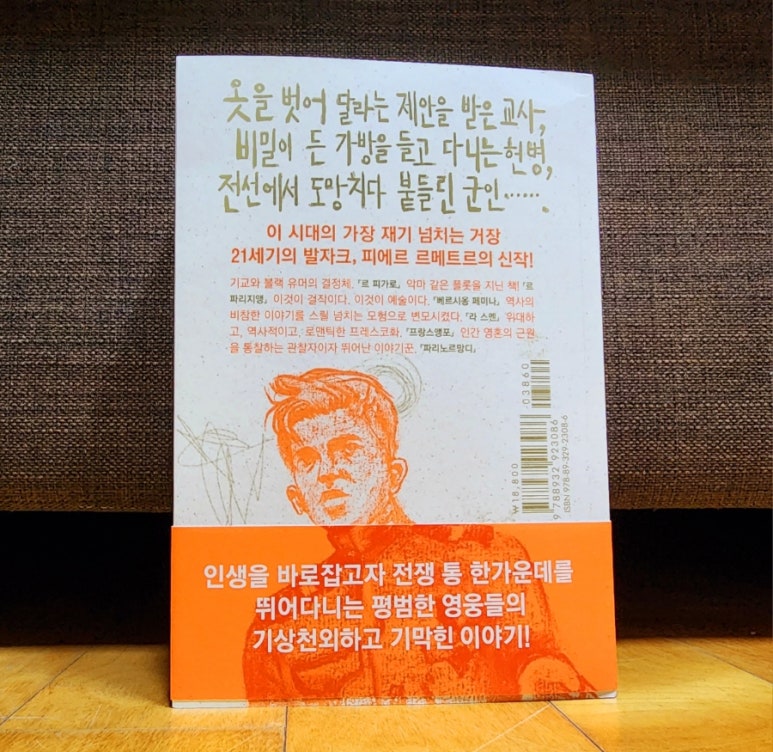 옷을 벗어 달라는 제안을 받은 교사,
비밀이 든 가방을 들고 다니는 헌병,
전선에서 도망치다 붙들린 군인…….
이 시대의 가장 재기 넘치는 거장
21세기의 발자크, 피에르 르메트르의 신작!
기교와 블랙 유머의 결정체. 『르 피가로』 악마 같은 플롯을 지닌 책! 『르
파리지앵』 이것이 걸작이다. 이것이 예술이다. 『베르시옹 페미나』 역사의
비참한 이야기를 스릴 넘치는 모험으로 변모시켰다. 『라 스멘』 위대하
고, 역사적이고, 로맨틱한 프레스코화. 『프랑스앵포』 인간 영혼의 근원
을 통찰하는 관찰자이자 뛰어난 이야기꾼. 『파리노르망디』
03860
₩18,800
9 788932 923086
ISBN 978-89-329-2308-6
인생을 바로잡고자 전쟁 통 한가운데를
뛰어다니는 평범한 영웅들의
기상천외하고 기막힌 이야기!